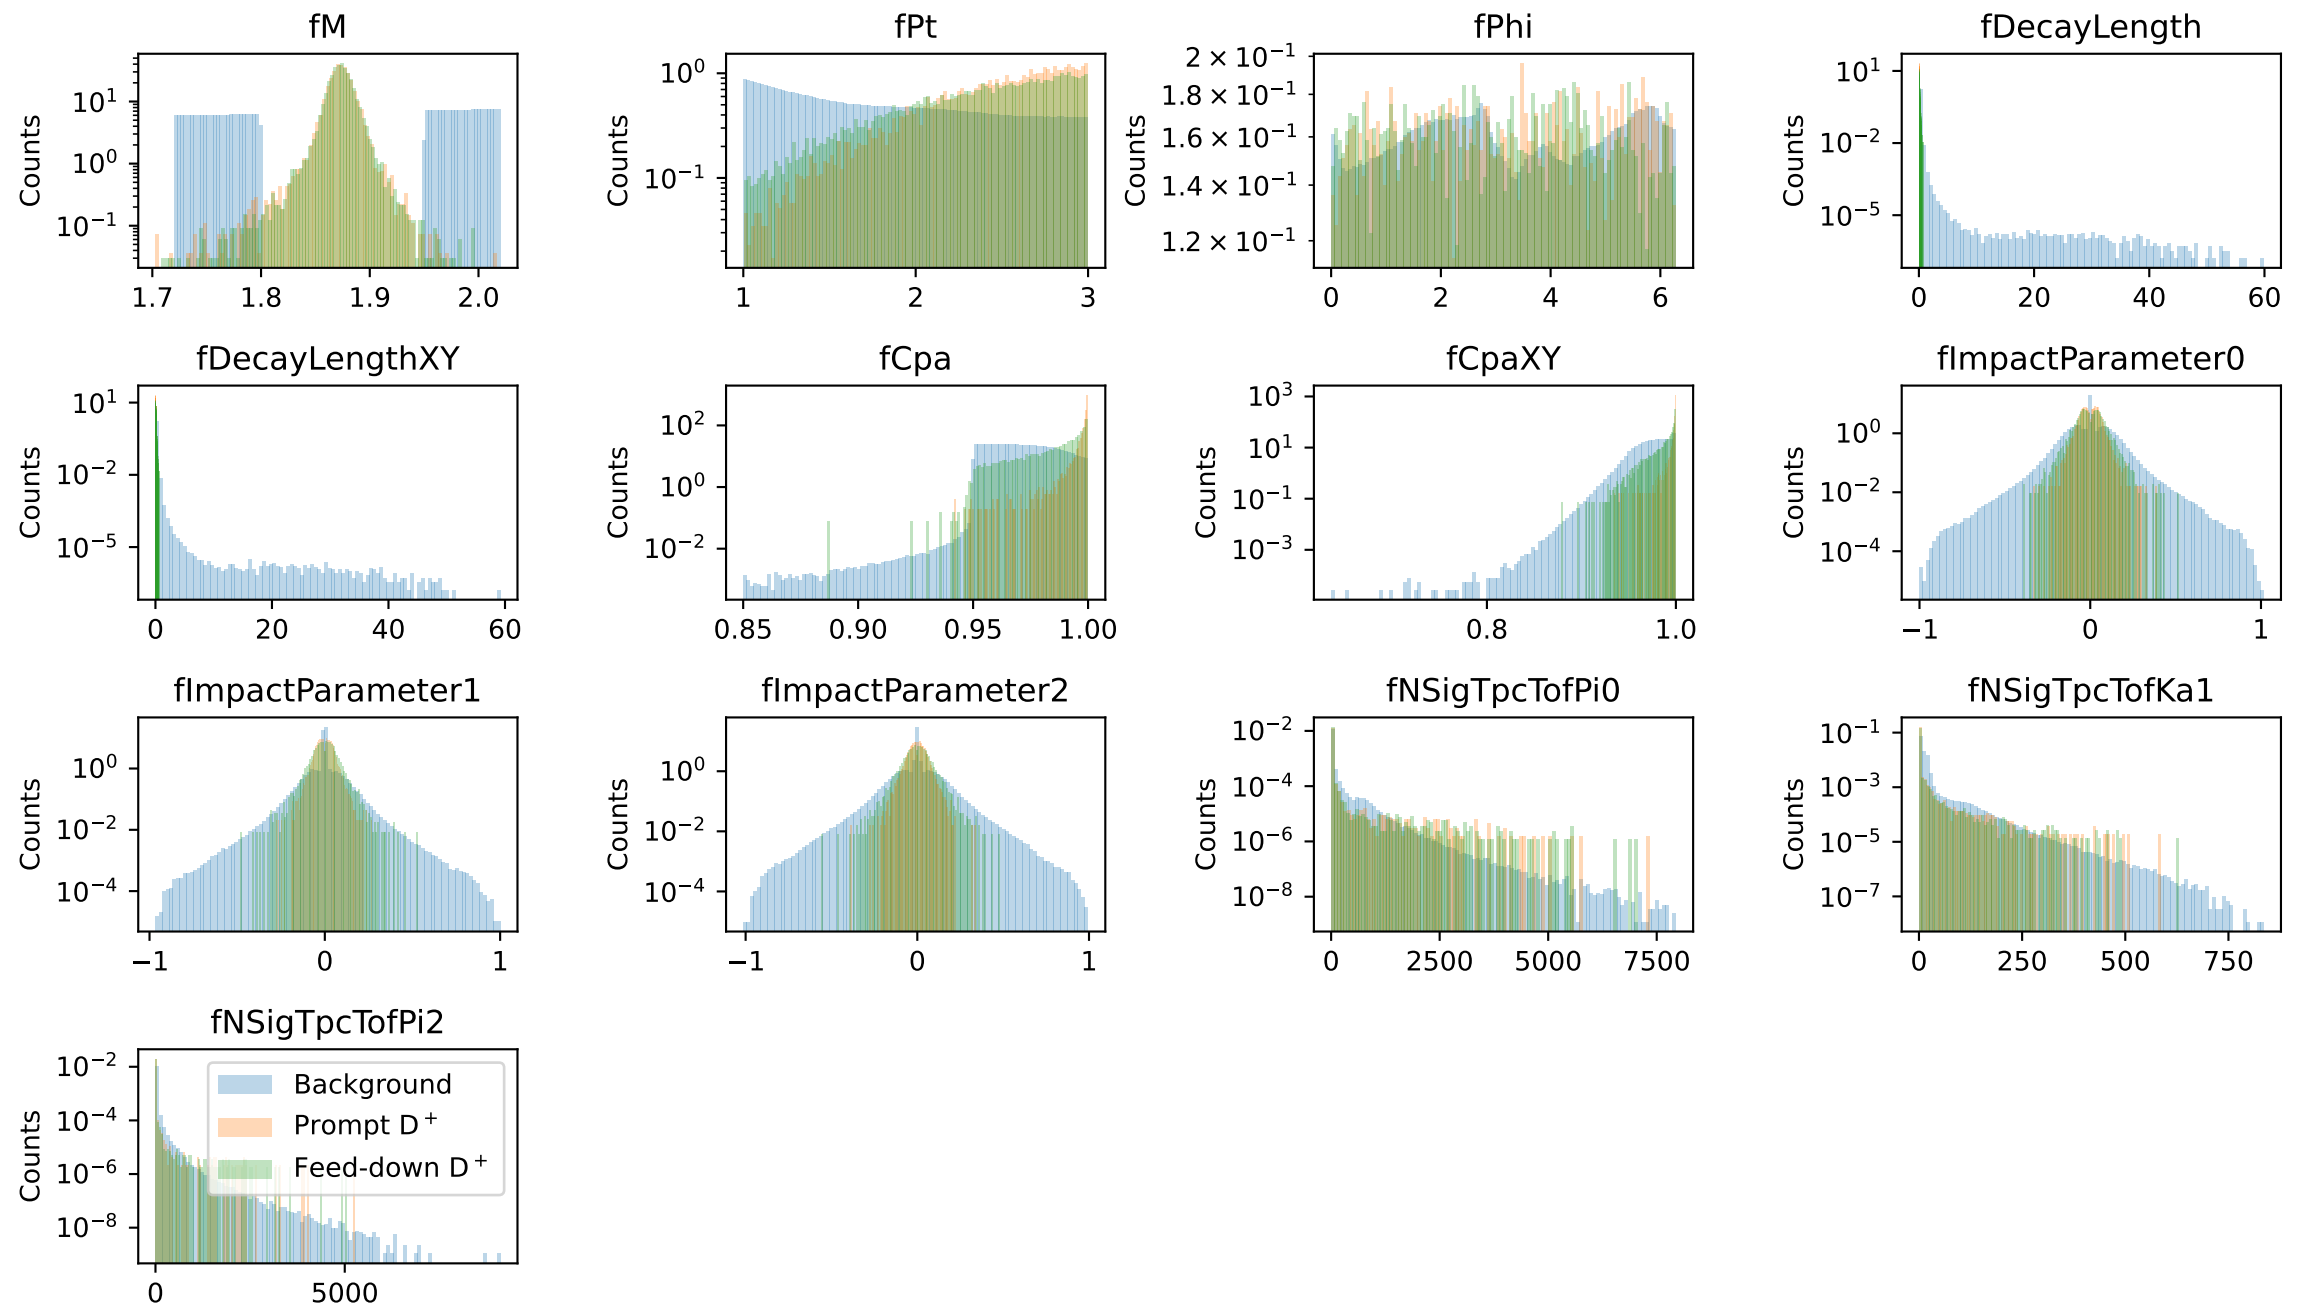 fM
Counts
10^1
10^0
10^−1
1.7 1.8 1.9 2.0
fPt
Counts
10^0
10^−1
1 2 3
fPhi
Counts
2 × 10^−1
1.8 × 10^−1
1.6 × 10^−1
1.4 × 10^−1
1.2 × 10^−1
0 2 4 6
fDecayLength
Counts
10^1
10^−2
10^−5
0 20 40 60
fDecayLengthXY
Counts
10^1
10^−2
10^−5
0 20 40 60
fCpa
Counts
10^2
10^0
10^−2
0.85 0.90 0.95 1.00
fCpaXY
Counts
10^3
10^1
10^−1
10^−3
0.8 1.0
fImpactParameter0
Counts
10^0
10^−2
10^−4
−1 0 1
fImpactParameter1
Counts
10^0
10^−2
10^−4
−1 0 1
fImpactParameter2
Counts
10^0
10^−2
10^−4
−1 0 1
fNSigTpcTofPi0
Counts
10^−2
10^−4
10^−6
10^−8
0 2500 5000 7500
fNSigTpcTofKa1
Counts
10^−1
10^−3
10^−5
10^−7
0 250 500 750
fNSigTpcTofPi2
Counts
10^−2
10^−4
10^−6
10^−8
0 5000
Background
Prompt D^+
Feed-down D^+